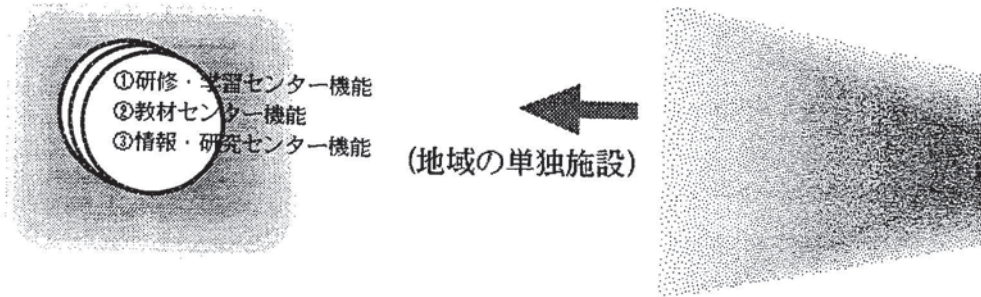 ①研修・学習センター機能
②教材センター機能
③情報・研究センター機能
(地域の単独施設)